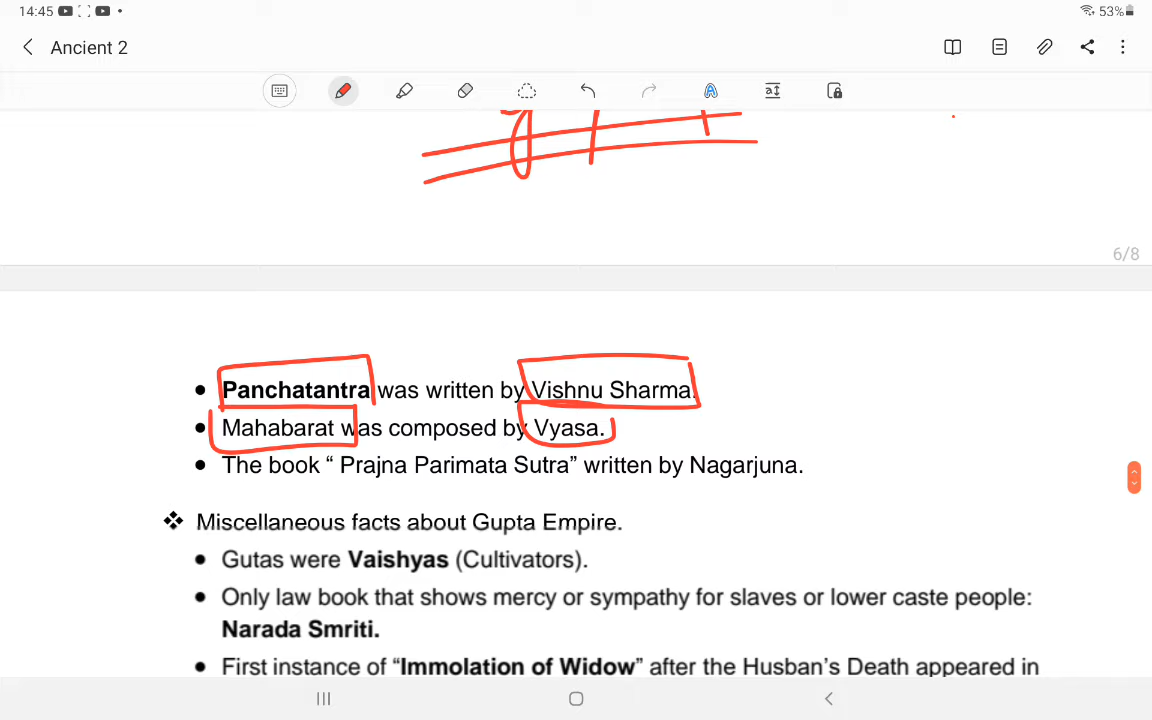 14:45
53%
Ancient 2
6/8
Panchatantra was written by Vishnu Sharma.
Mahabarat was composed by Vyasa.
The book “ Prajna Parimata Sutra” written by Nagarjuna.
Miscellaneous facts about Gupta Empire.
Gutas were Vaishyas (Cultivators).
Only law book that shows mercy or sympathy for slaves or lower caste people:
Narada Smriti.
First instance of “Immolation of Widow” after the Husban’s Death appeared in